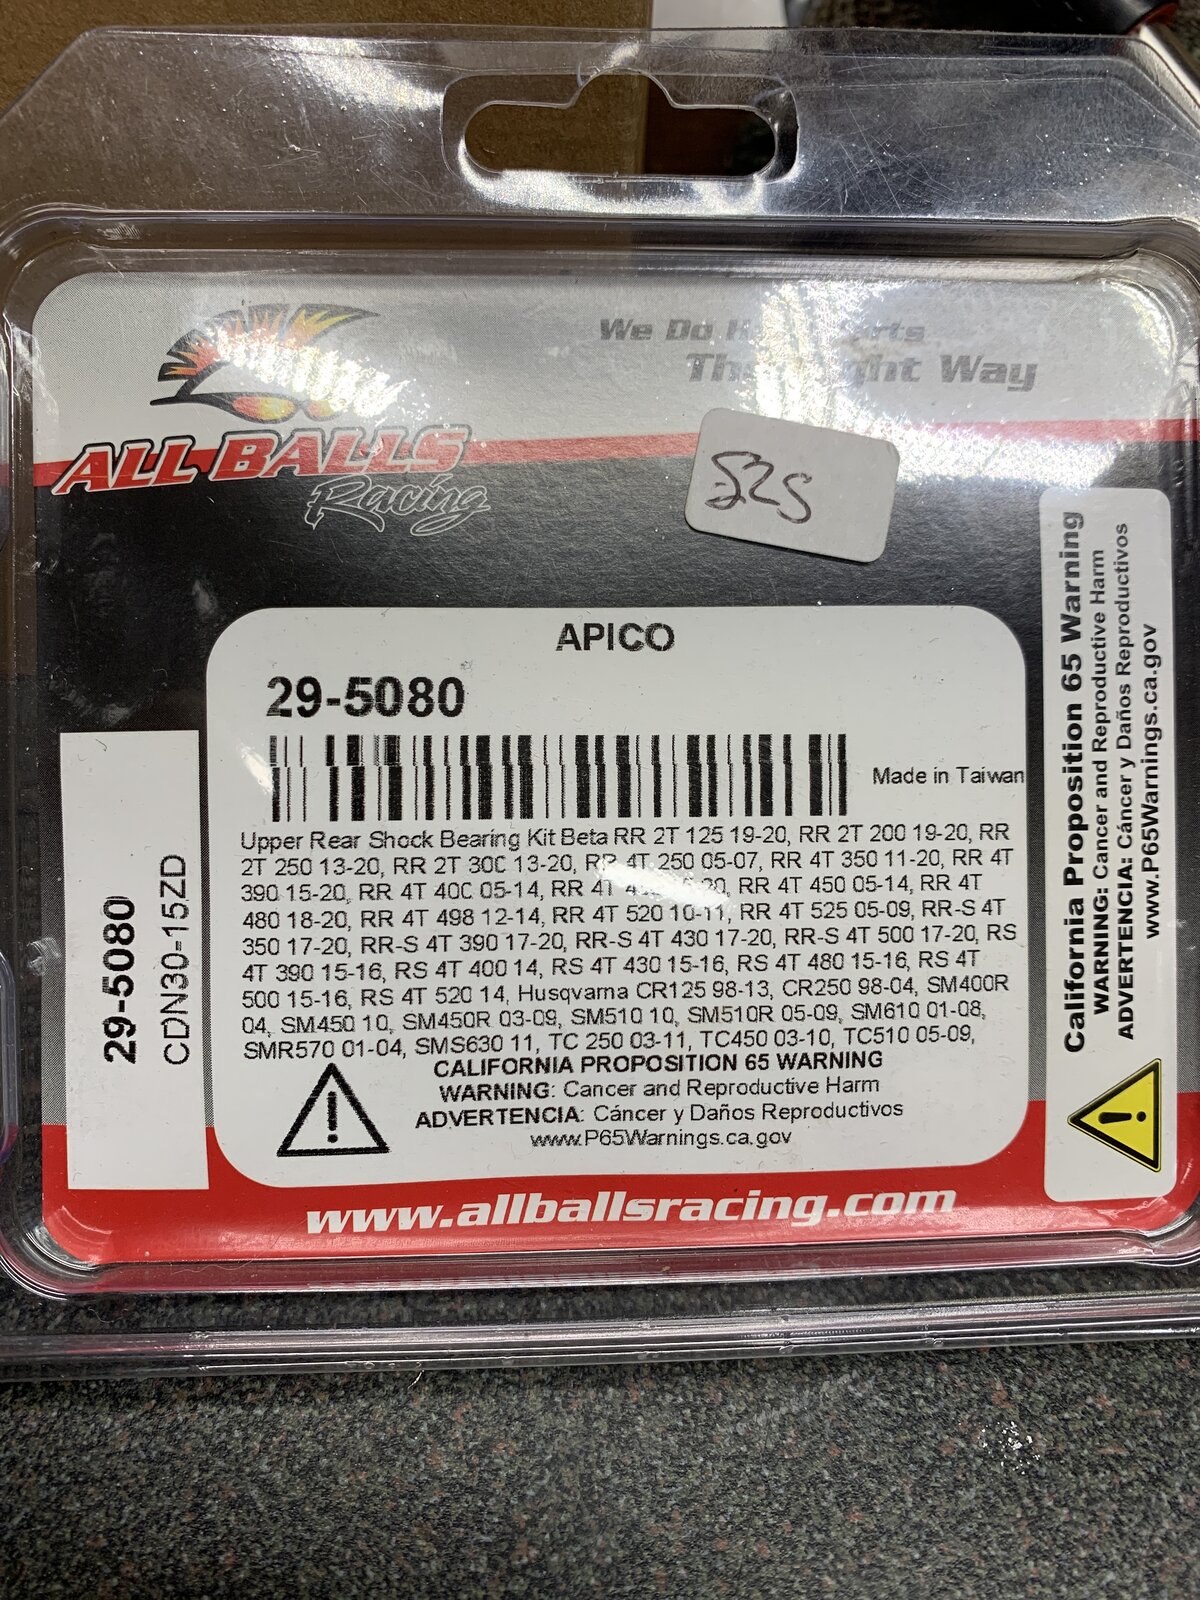 We Do Parts
The Right Way
ALL BALLS
Racing
APICO
29-5080
Made in Taiwan
Upper Rear Shock Bearing Kit Beta RR 2T 125 19-20, RR 2T 200 19-20, RR
2T 250 13-20, RR 2T 300 13-20, RR 4T 250 05-07, RR 4T 350 11-20, RR 4T
390 15-20, RR 4T 400 05-14, RR 4T RR 4T 450 05-14, RR 4T
480 18-20, RR 4T 498 12-14, RR 4T 520 10-11, RR 4T 525 05-09, RR-S 4T
350 17-20, RR-S 4T 390 17-20, RR-S 4T 430 17-20, RR-S 4T 500 17-20, RS
4T 390 15-16, RS 4T 400 14, RS 4T 430 15-16, RS 4T 480 15-16, RS 4T
500 15-16, RS 4T 520 14, Husqvarna CR125 98-13, CR250 98-04, SM400R
04, SM450 10, SM450R 03-09, SM510 10, SM510R 05-09, SM610 01-08,
SMR570 01-04, SMS630 11, TC 250 03-11, TC450 03-10, TC510 05-09,
CALIFORNIA PROPOSITION 65 WARNING
WARNING: Cancer and Reproductive Harm
ADVERTENCIA: Cáncer y Daños Reproductivos
www.P65Warnings.ca.gov
29-5080
CDN30-15ZD
California Proposition 65 Warning
WARNING: Cancer and Reproductive Harm
ADVERTENCIA: Cáncer y Daños Reproductivos
www.P65Warnings.ca.gov
www.allballsracing.com